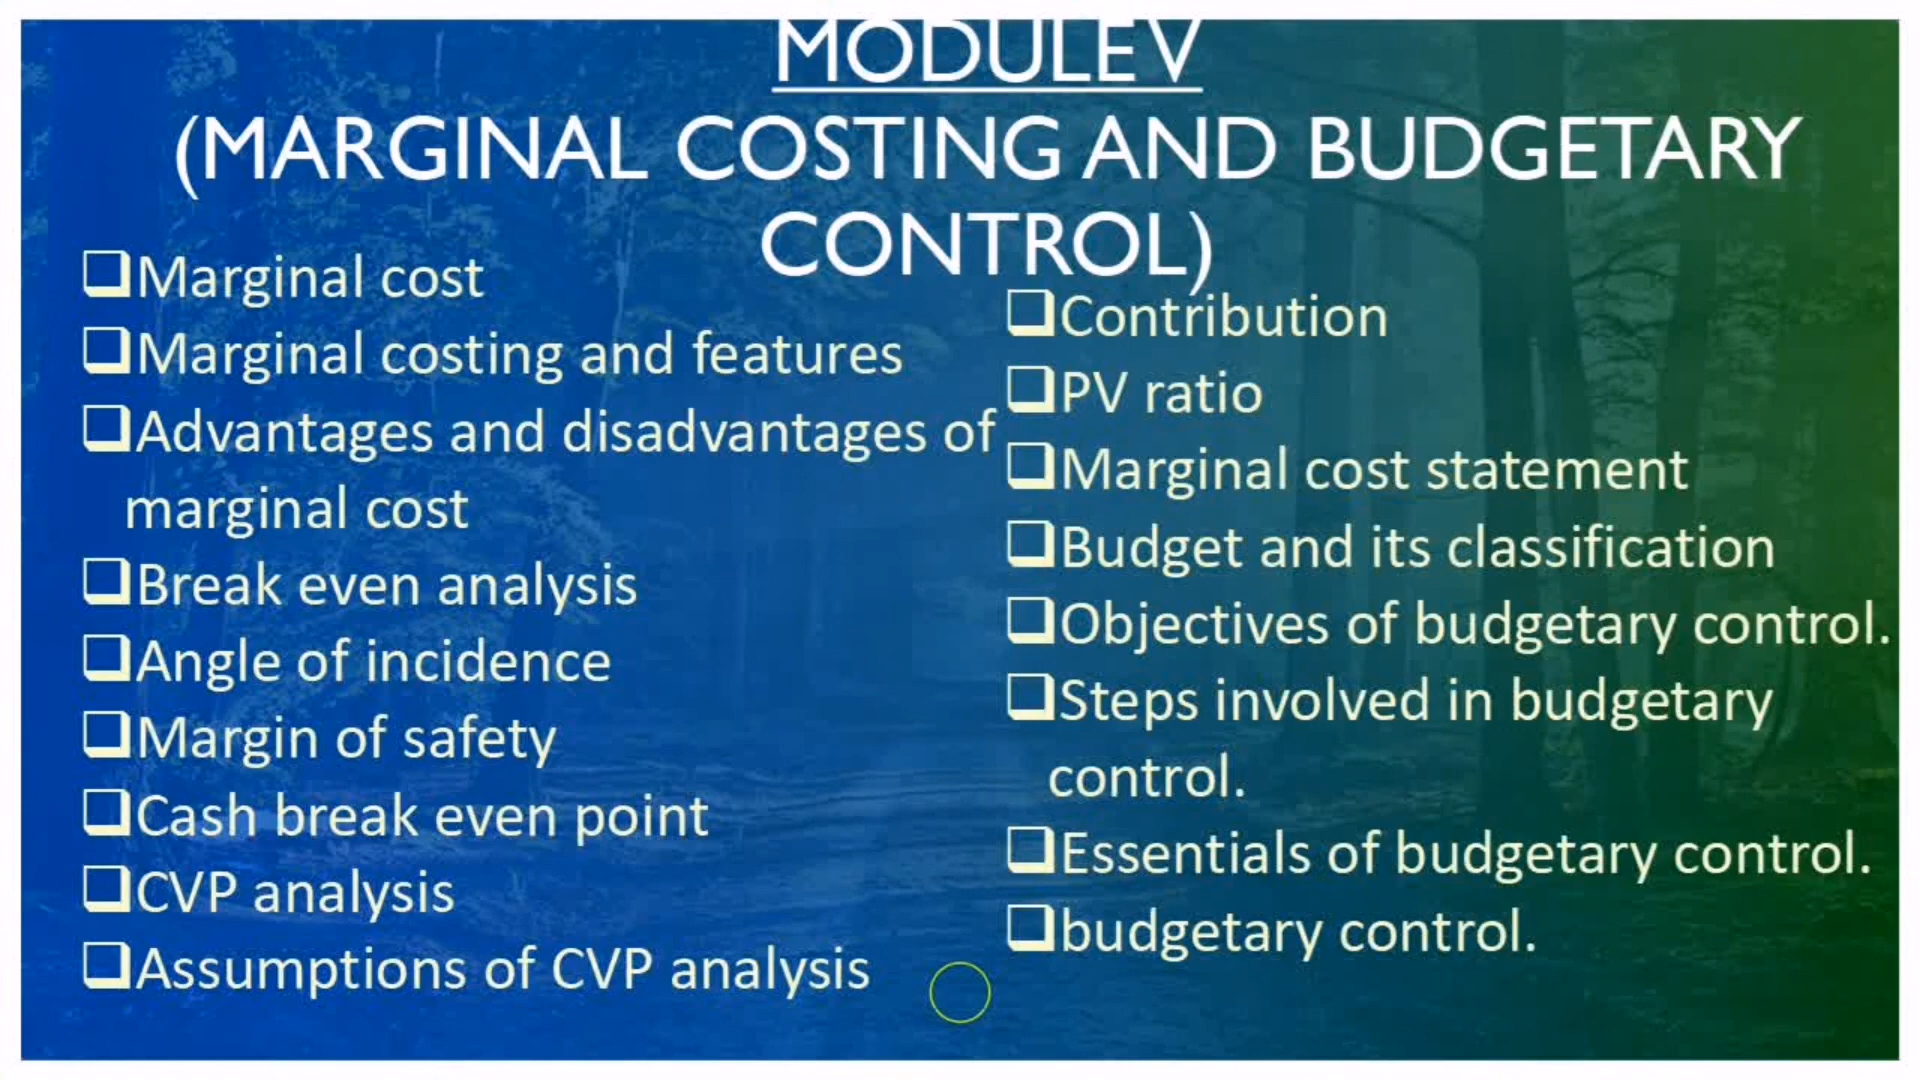 MODULE V
(MARGINAL COSTING AND BUDGETARY
CONTROL)
❑Marginal cost
❑Marginal costing and features
❑Advantages and disadvantages of
marginal cost
❑Break even analysis
❑Angle of incidence
❑Margin of safety
❑Cash break even point
❑CVP analysis
❑Assumptions of CVP analysis
❑Contribution
❑PV ratio
❑Marginal cost statement
❑Budget and its classification
❑Objectives of budgetary control.
❑Steps involved in budgetary
control.
❑Essentials of budgetary control.
❑budgetary control.